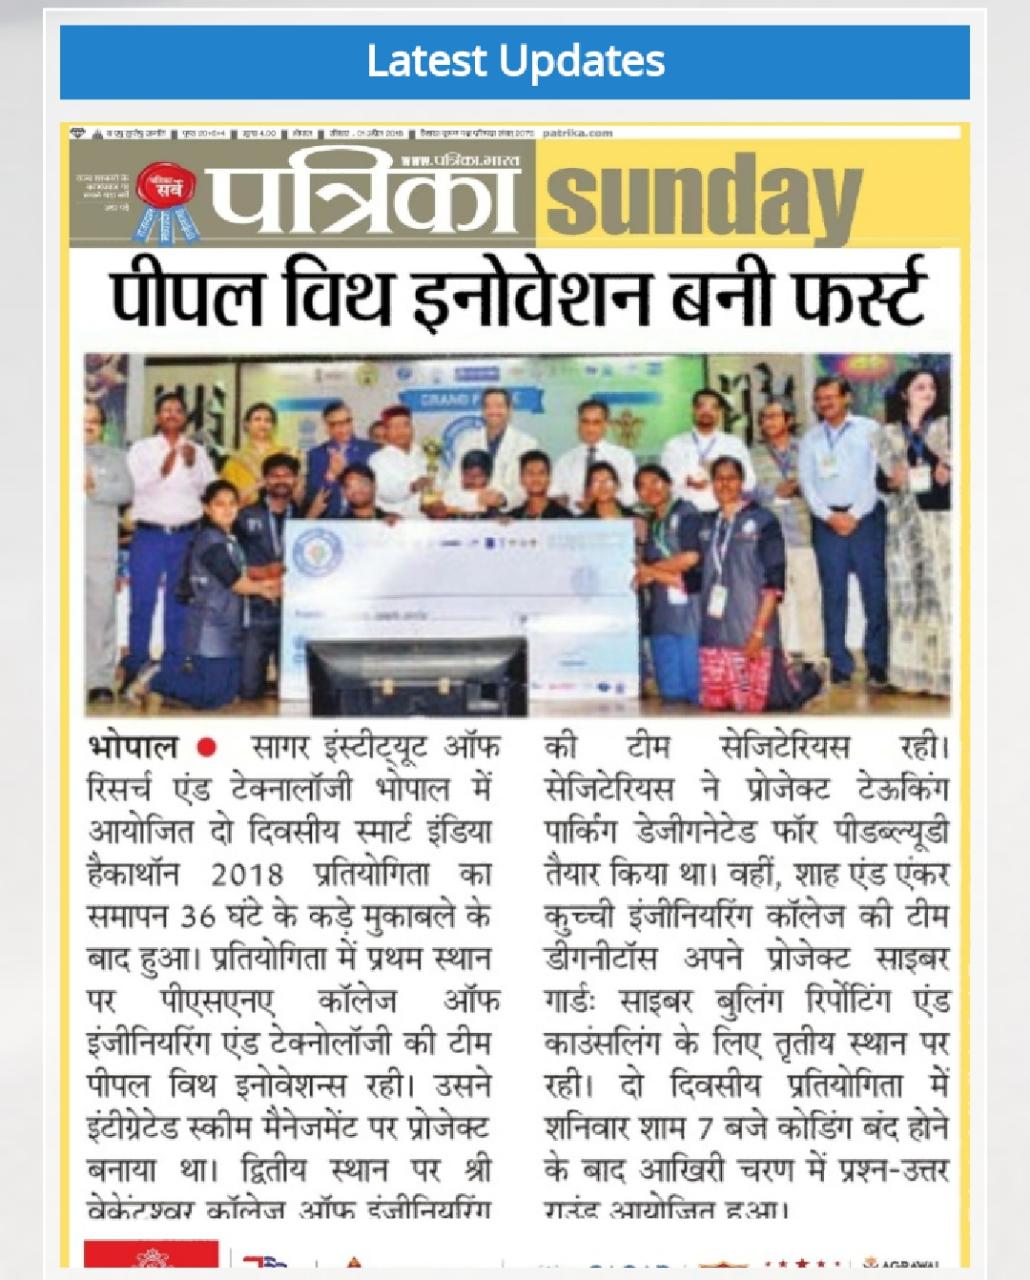 Latest Updates
patrika.com
www.पत्रिका.भारत
पत्रिका sunday
पत्रिका
सर्वे
पीपल विथ इनोवेशन बनी फर्स्ट
GRAND
भोपाल ● सागर इंस्टीट्यूट ऑफ
रिसर्च एंड टेक्नालॉजी भोपाल में
आयोजित दो दिवसीय स्मार्ट इंडिया
हैकाथॉन 2018 प्रतियोगिता का
समापन 36 घंटे के कड़े मुकाबले के
बाद हुआ। प्रतियोगिता में प्रथम स्थान
पर पीएसएनए कॉलेज ऑफ
इंजीनियरिंग एंड टेक्नोलॉजी की टीम
पीपल विथ इनोवेशन्स रही। उसने
इंटीग्रेटेड स्कीम मैनेजमेंट पर प्रोजेक्ट
बनाया था। द्वितीय स्थान पर श्री
वेकेंटश्वर कॉलेज ऑफ इंजीनियरिंग
की टीम सेजिटेरियस रही।
सेजिटेरियस ने प्रोजेक्ट टेऊकिंग
पार्किंग डेजीगनेटेड फॉर पीडब्ल्यूडी
तैयार किया था। वहीं, शाह एंड एंकर
कुच्ची इंजीनियरिंग कॉलेज की टीम
डीगनीटॉस अपने प्रोजेक्ट साइबर
गार्डः साइबर बुलिंग रिर्पोटिंग एंड
काउंसलिंग के लिए तृतीय स्थान पर
रही। दो दिवसीय प्रतियोगिता में
शनिवार शाम 7 बजे कोडिंग बंद होने
के बाद आखिरी चरण में प्रश्न-उत्तर
राउंड आयोजित हुआ।
AGRAWAL